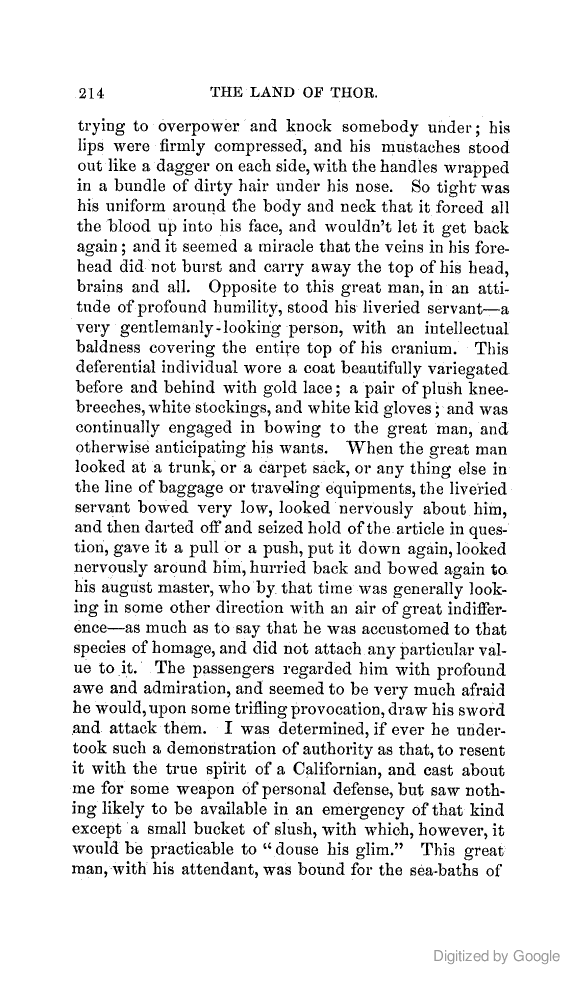 214 THE LAND OF THOR.
trying to overpower and knock somebody under; his
lips were firmly compressed, and his mustaches stood
out like a dagger on each side, with the handles wrapped
in a bundle of dirty hair under his nose. So tight was
his uniform around the body and neck that it forced all
the blood up into his face, and wouldn't let it get back
again; and it seemed a miracle that the veins in his fore-
head did not burst and carry away the top of his head,
brains and all. Opposite to this great man, in an atti-
tude of profound humility, stood his liveried servant—a
very gentlemanly-looking person, with an intellectual
baldness covering the entire top of his cranium. This
deferential individual wore a coat beautifully variegated
before and behind with gold lace; a pair of plush knee-
breeches, white stockings, and white kid gloves; and was
continually engaged in bowing to the great man, and
otherwise anticipating his wants. When the great man
looked at a trunk, or a carpet sack, or any thing else in
the line of baggage or traveling equipments, the liveried
servant bowed very low, looked nervously about him,
and then darted off and seized hold of the article in ques-
tion, gave it a pull or a push, put it down again, looked
nervously around him, hurried back and bowed again to
his august master, who by that time was generally look-
ing in some other direction with an air of great indiffer-
ence—as much as to say that he was accustomed to that
species of homage, and did not attach any particular val-
ue to it. The passengers regarded him with profound
awe and admiration, and seemed to be very much afraid
he would, upon some trifling provocation, draw his sword
and attack them. I was determined, if ever he under-
took such a demonstration of authority as that, to resent
it with the true spirit of a Californian, and cast about
me for some weapon of personal defense, but saw noth-
ing likely to be available in an emergency of that kind
except a small bucket of slush, with which, however, it
would be practicable to "douse his glim." This great
man, with his attendant, was bound for the sea-baths of
Digitized by Google